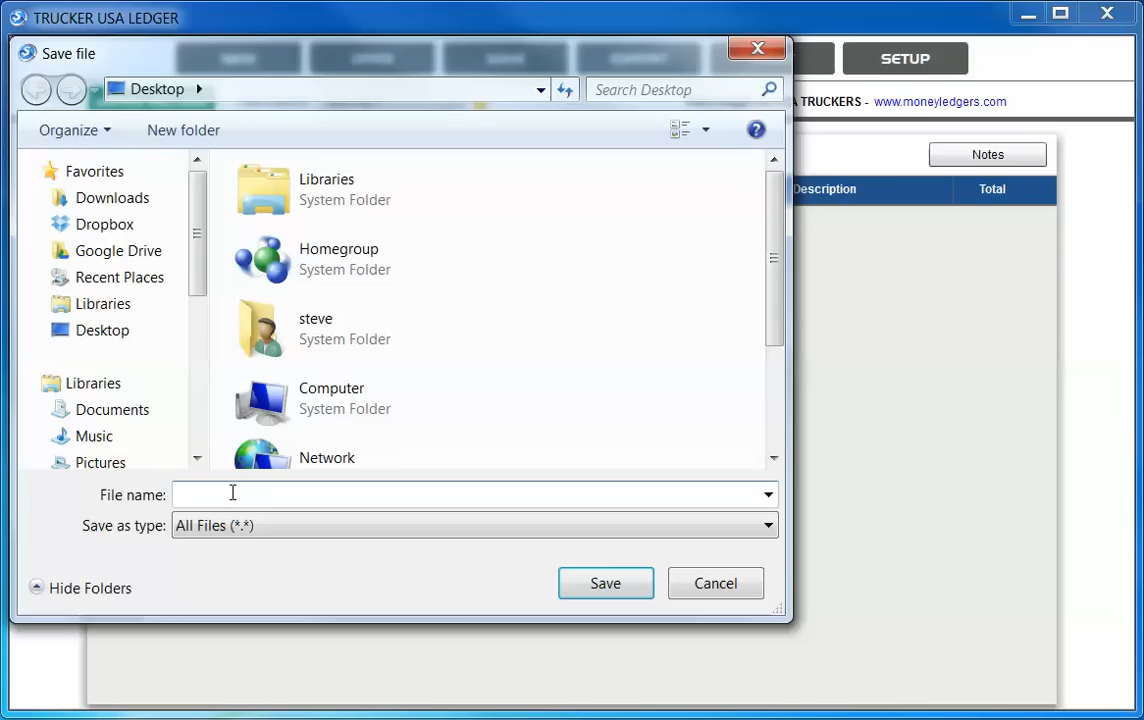 TRUCKER USA LEDGER
Save file
SETUP
Desktop
Search Desktop
A TRUCKERS - www.moneyledgers.com
Organize
New folder
Notes
Description
Total
Favorites
Downloads
Dropbox
Google Drive
Recent Places
Libraries
Desktop
Libraries
Documents
Music
Pictures
Libraries
System Folder
Homegroup
System Folder
steve
System Folder
Computer
System Folder
Network
File name:
Save as type: All Files (*.*)
Hide Folders
Save
Cancel